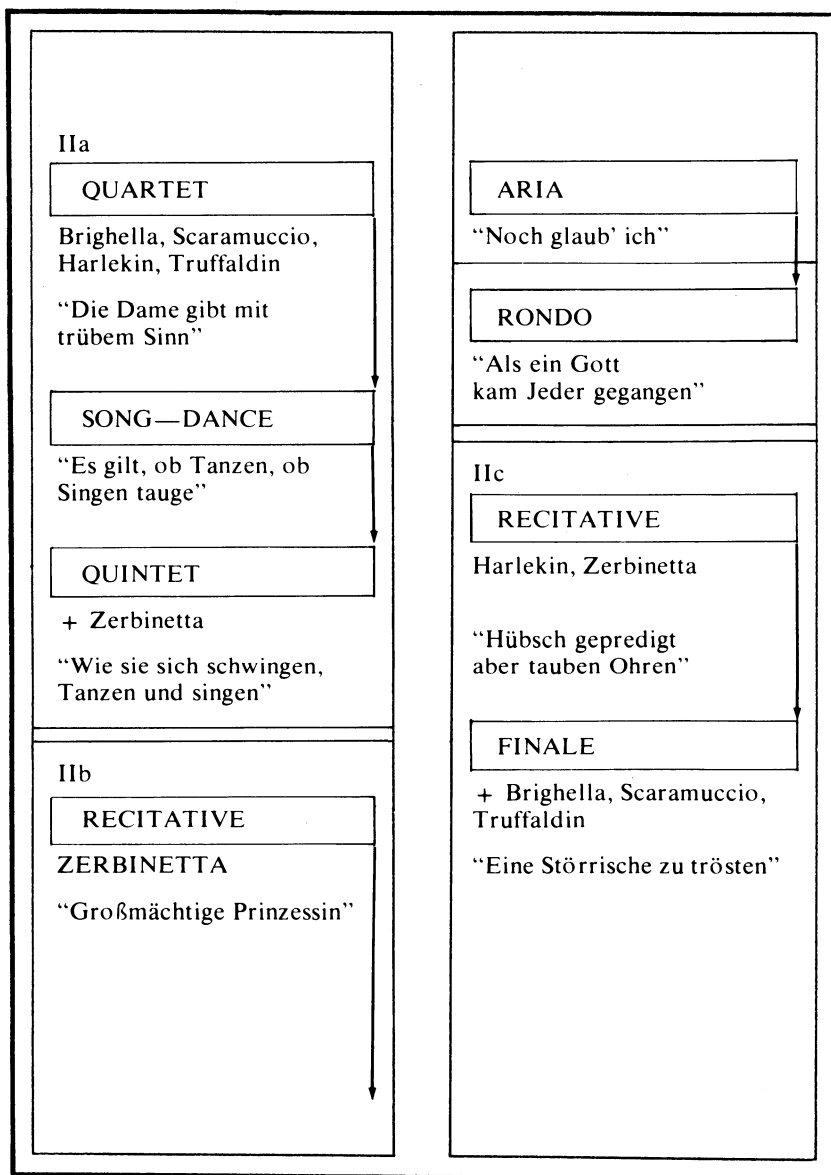 IIa
QUARTET
Brighella, Scaramuccio,
Harlekin, Truffaldin
“Die Dame gibt mit
trübem Sinn”
SONG—DANCE
“Es gilt, ob Tanzen, ob
Singen tauge”
QUINTET
+ Zerbinetta
“Wie sie sich schwingen,
Tanzen und singen”
IIb
RECITATIVE
ZERBINETTA
“Großmächtige Prinzessin”
ARIA
“Noch glaub’ ich”
RONDO
“Als ein Gott
kam Jeder gegangen”
IIc
RECITATIVE
Harlekin, Zerbinetta
“Hübsch gepredigt
aber tauben Ohren”
FINALE
+ Brighella, Scaramuccio,
Truffaldin
“Eine Störrische zu trösten”